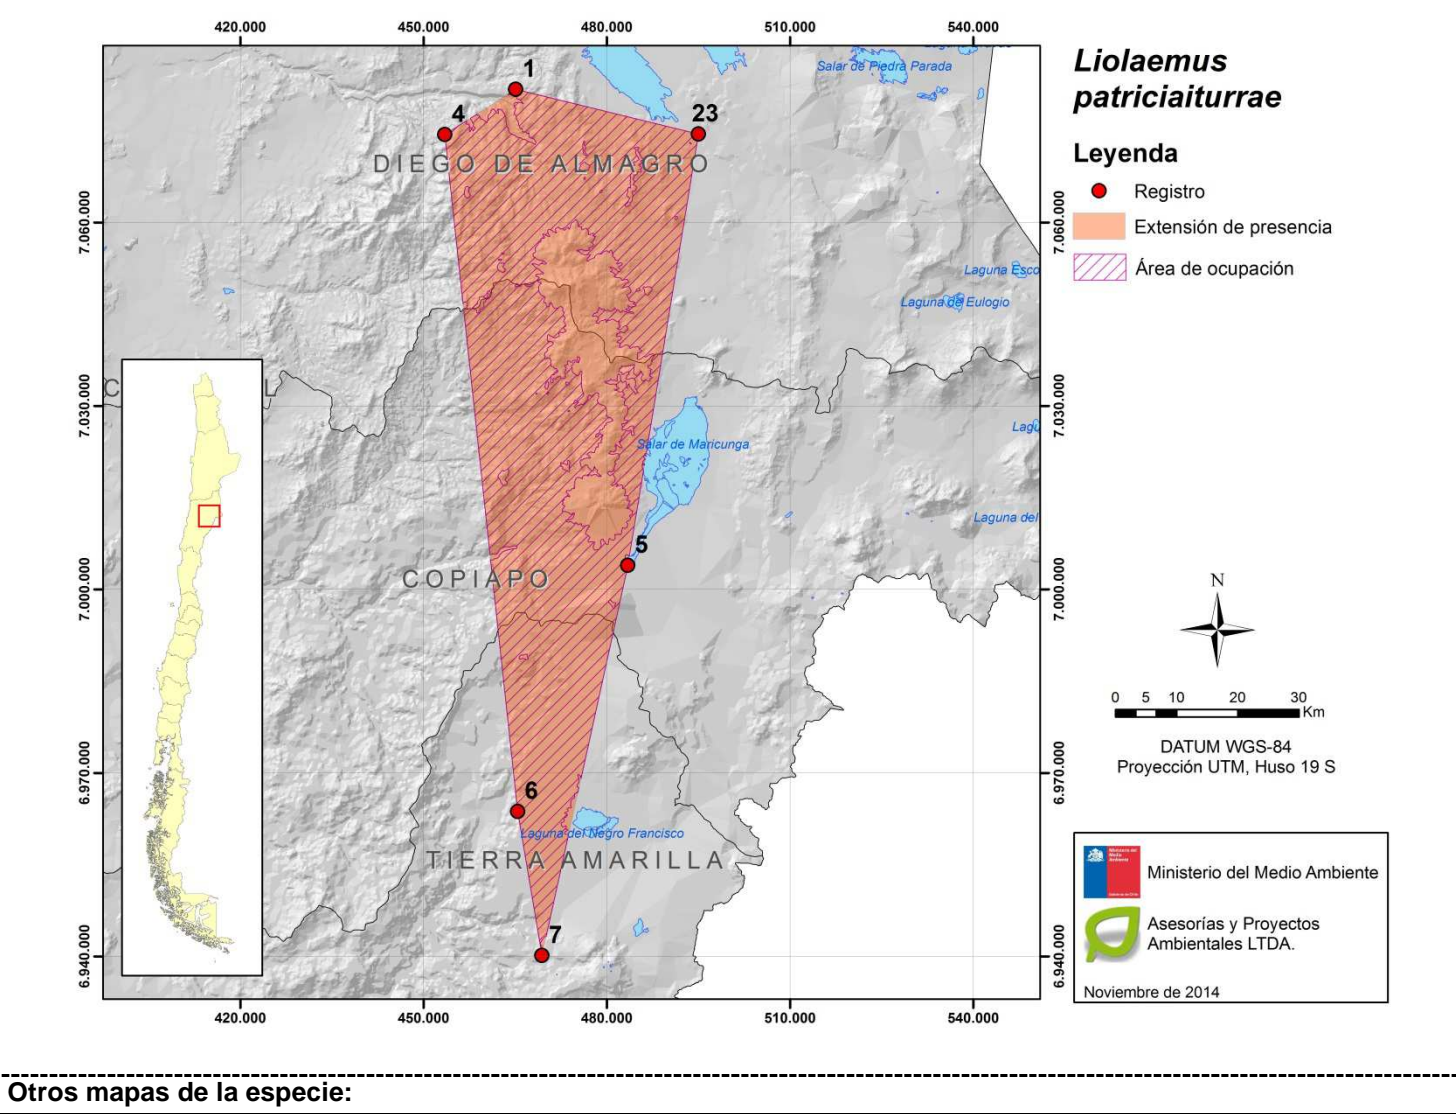 420.000 450.000 480.000 510.000 540.000
Liolaemus
patriciaiturrae
Leyenda
Registro
Extensión de presencia
Área de ocupación
Salar de Piedra Parada
1
4
23
DIEGO DE ALMAGRO
7.060.000
7.060.000
Laguna Esco
Laguna de Eulogio
7.030.000
7.030.000
C
L
Lagu
Salar de Maricunga
Laguna del
5
COPIAPO
7.000.000
7.000.000
N
0 5 10 20 30
Km
DATUM WGS-84
Proyección UTM, Huso 19 S
6.970.000
6.970.000
6
Laguna del Negro Francisco
TIERRA AMARILLA
7
6.940.000
6.940.000
Ministerio del
Medio
Ambiente
Ministerio del Medio Ambiente
Asesorías y Proyectos
Ambientales LTDA.
Noviembre de 2014
420.000 450.000 480.000 510.000 540.000
Otros mapas de la especie: